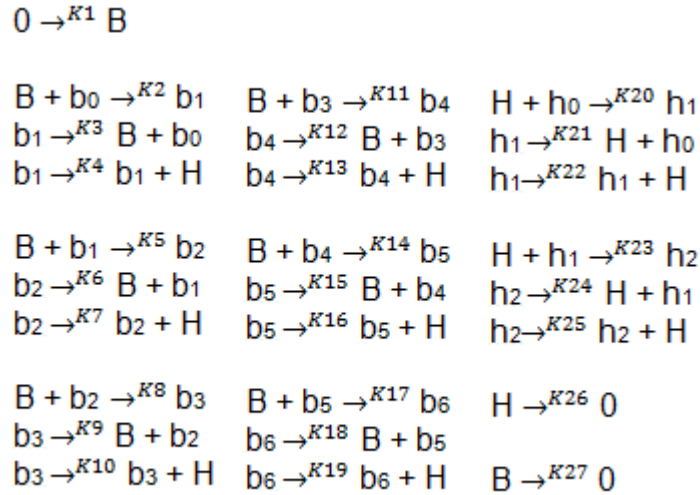 0 →ᴷ¹ B
B + b₀ →ᴷ² b₁ B + b₃ →ᴷ¹¹ b₄ H + h₀ →ᴷ²⁰ h₁
b₁ →ᴷ³ B + b₀ b₄ →ᴷ¹² B + b₃ h₁ →ᴷ²¹ H + h₀
b₁ →ᴷ⁴ b₁ + H b₄ →ᴷ¹³ b₄ + H h₁→ᴷ²² h₁ + H
B + b₁ →ᴷ⁵ b₂ B + b₄ →ᴷ¹⁴ b₅ H + h₁ →ᴷ²³ h₂
b₂ →ᴷ⁶ B + b₁ b₅ →ᴷ¹⁵ B + b₄ h₂ →ᴷ²⁴ H + h₁
b₂ →ᴷ⁷ b₂ + H b₅ →ᴷ¹⁶ b₅ + H h₂→ᴷ²⁵ h₂ + H
B + b₂ →ᴷ⁸ b₃ B + b₅ →ᴷ¹⁷ b₆ H →ᴷ²⁶ 0
b₃ →ᴷ⁹ B + b₂ b₆ →ᴷ¹⁸ B + b₅
b₃ →ᴷ¹⁰ b₃ + H b₆ →ᴷ¹⁹ b₆ + H B →ᴷ²⁷ 0